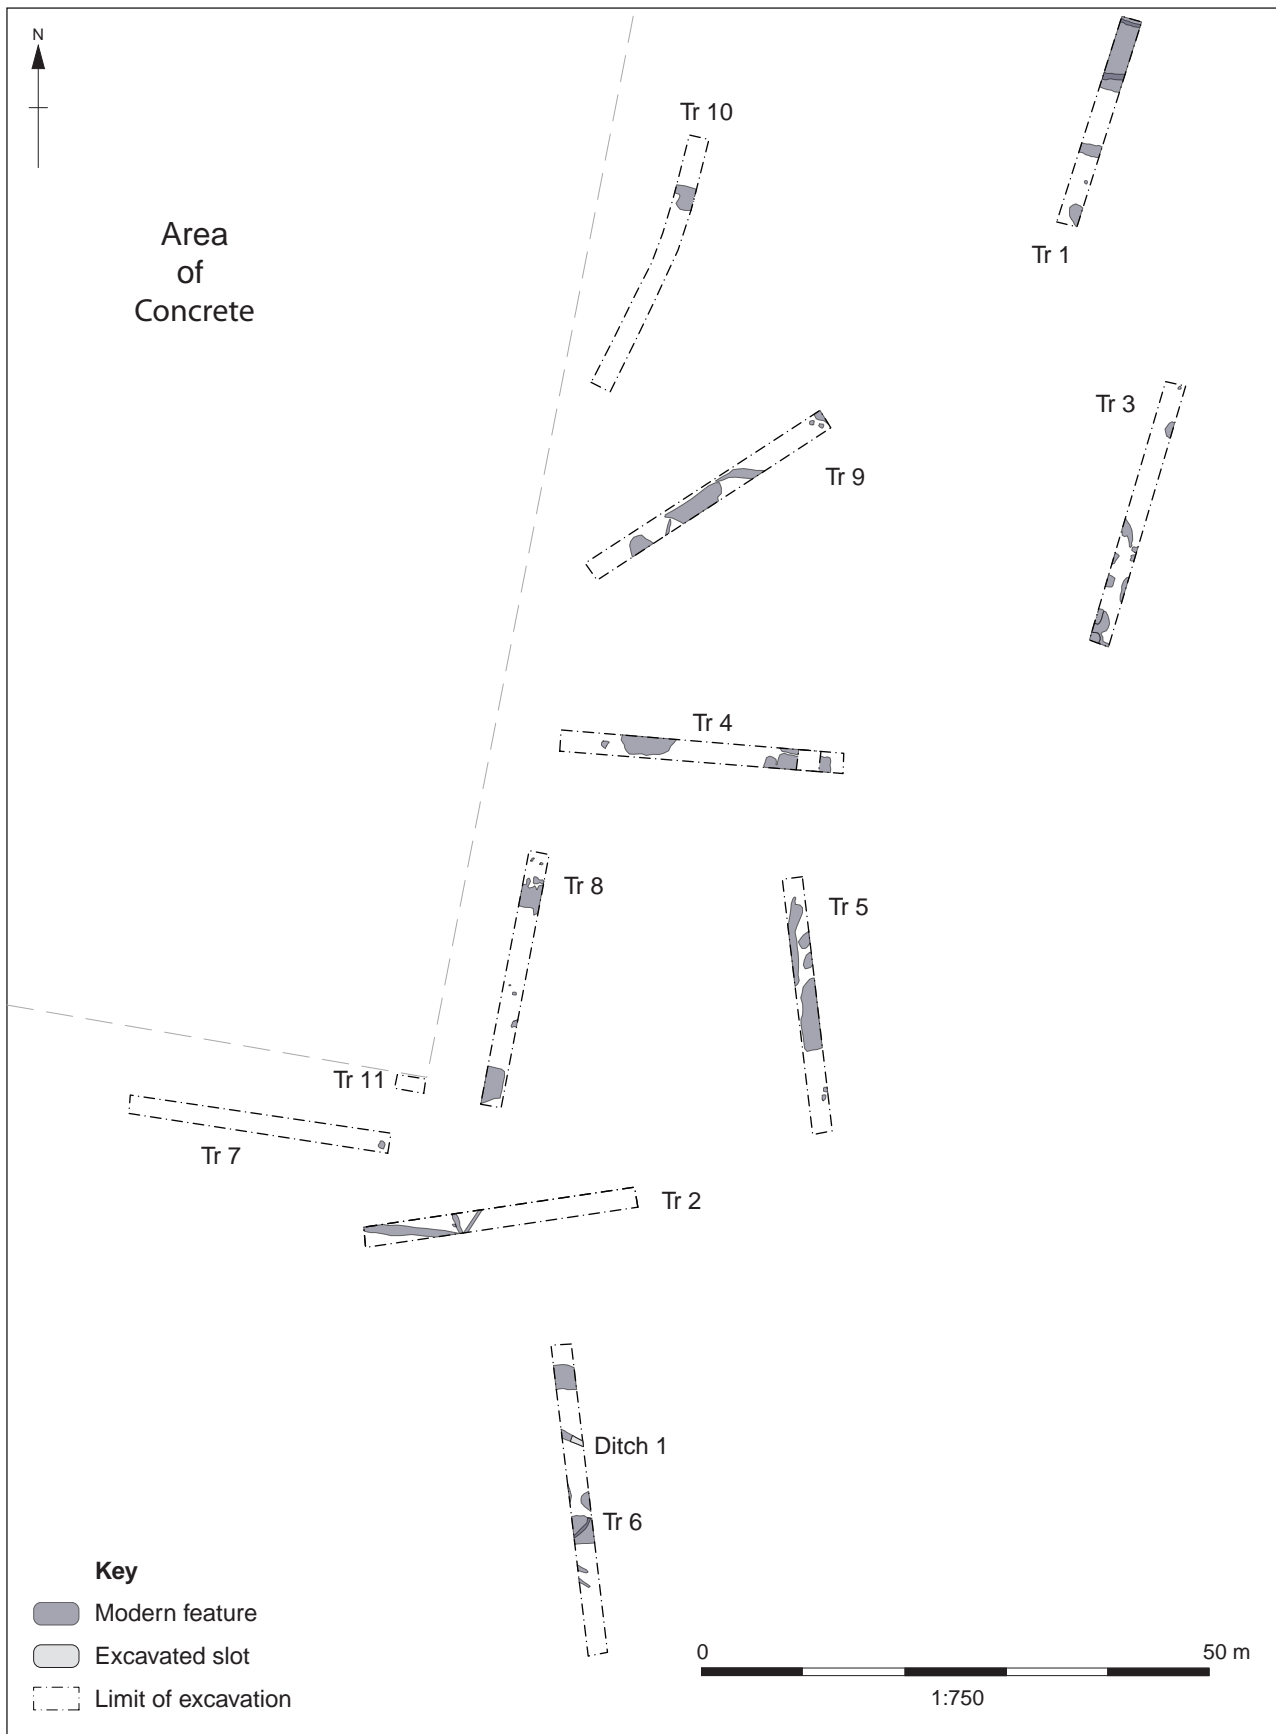 N
Tr 10
Area
of
Concrete
Tr 1
Tr 3
Tr 9
Tr 4
Tr 8
Tr 5
Tr 11
Tr 7
Tr 2
Ditch 1
Tr 6
Key
Modern feature
Excavated slot
Limit of excavation
0 50 m
1:750